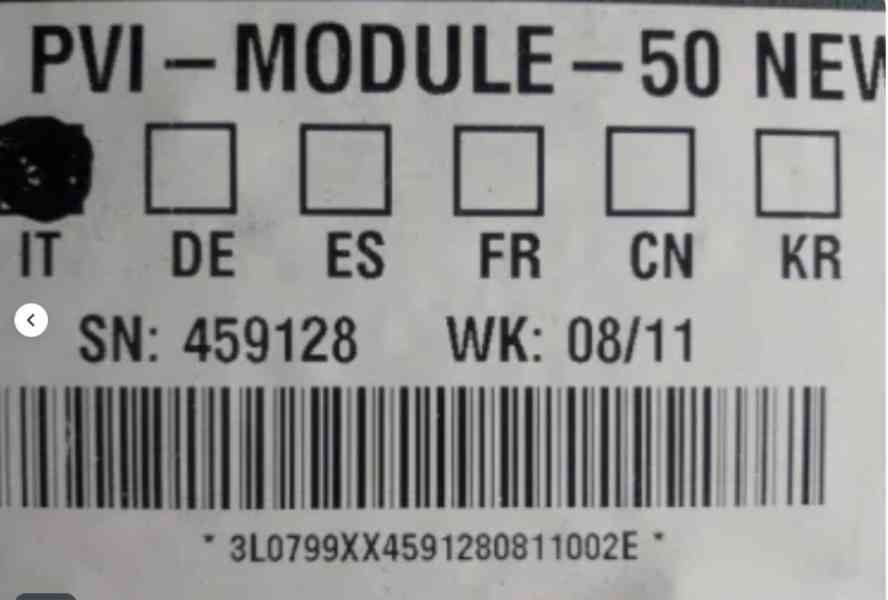 PVI-MODULE-50 NEW
IT DE ES FR CN KR
SN: 459128 WK: 08/11
* 3L0799XX4591280811002E *